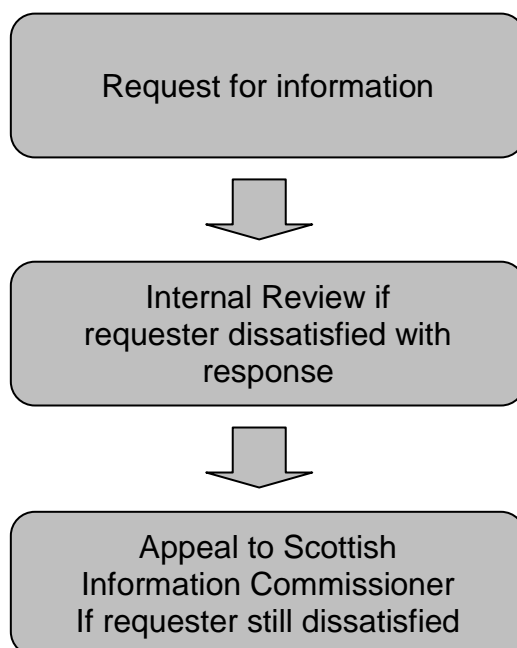 Request for information
Internal Review if
requester dissatisfied with
response
Appeal to Scottish
Information Commissioner
If requester still dissatisfied